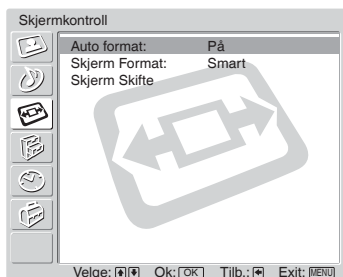 Skjermkontroll
Auto format: På
Skjerm Format: Smart
Skjerm Skifte
Velge: Ok: OK Tilb.: Exit: MENU